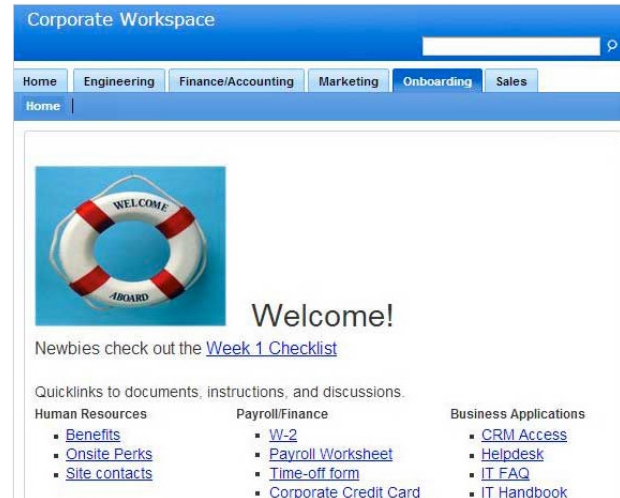 Corporate Workspace
Home Engineering Finance/Accounting Marketing Onboarding Sales
Home
WELCOME
ABOARD
Welcome!
Newbies check out the Week 1 Checklist
Quicklinks to documents, instructions, and discussions.
Human Resources Payroll/Finance Business Applications
Benefits W-2 CRM Access
Onsite Perks Payroll Worksheet Helpdesk
Site contacts Time-off form IT FAQ
Corporate Credit Card IT Handbook